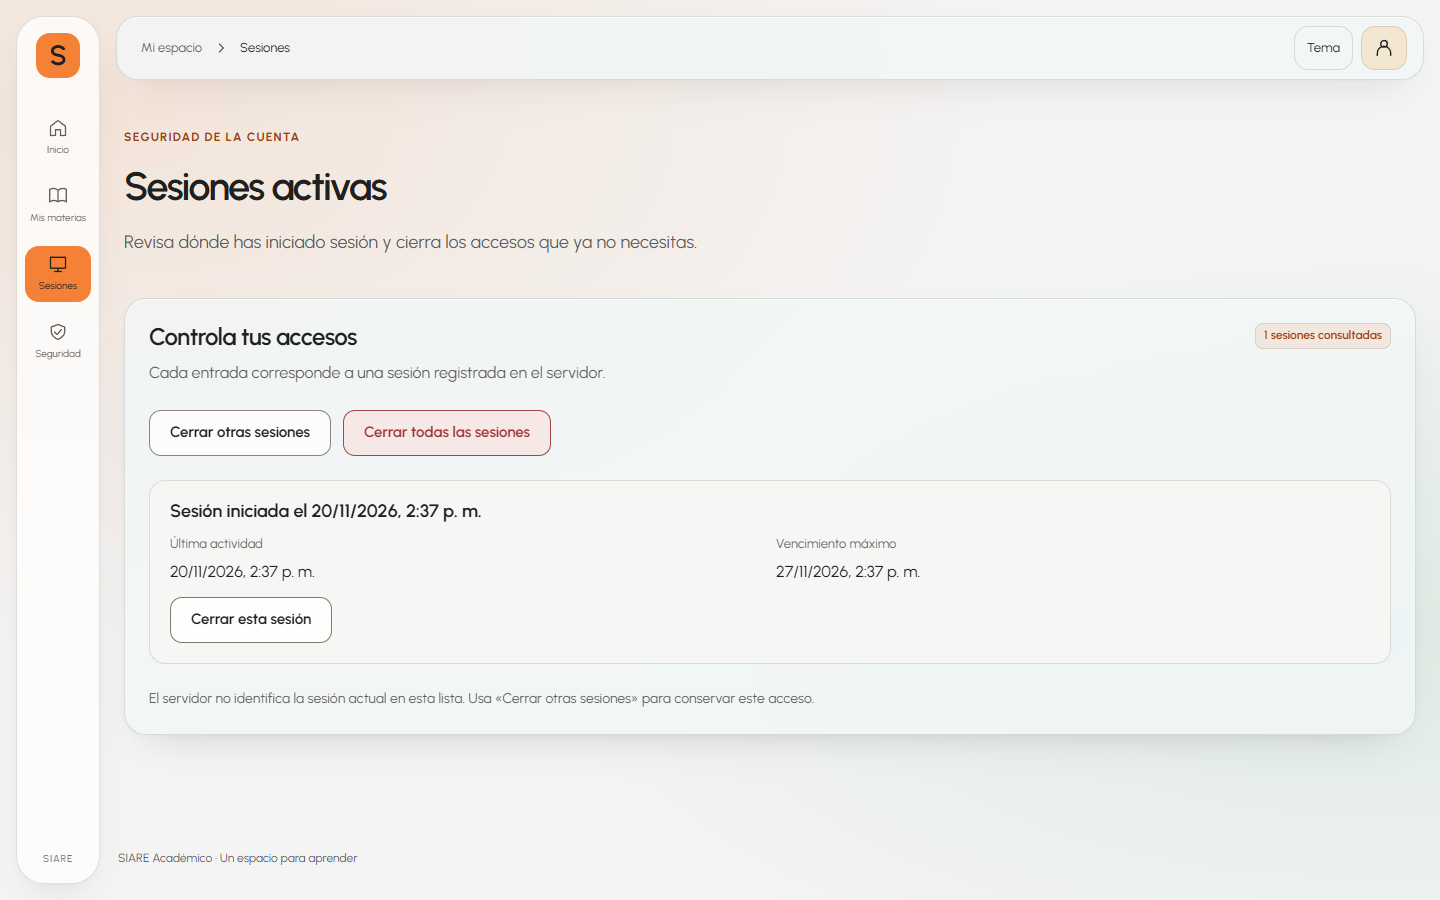 S
Inicio
Mis materias
Sesiones
Seguridad
SIARE
Mi espacio
Sesiones
Tema
SEGURIDAD DE LA CUENTA
Sesiones activas
Revisa dónde has iniciado sesión y cierra los accesos que ya no necesitas.
Controla tus accesos
1 sesiones consultadas
Cada entrada corresponde a una sesión registrada en el servidor.
Cerrar otras sesiones
Cerrar todas las sesiones
Sesión iniciada el 20/11/2026, 2:37 p. m.
Última actividad
20/11/2026, 2:37 p. m.
Vencimiento máximo
27/11/2026, 2:37 p. m.
Cerrar esta sesión
El servidor no identifica la sesión actual en esta lista. Usa «Cerrar otras sesiones» para conservar este acceso.
SIARE Académico · Un espacio para aprender